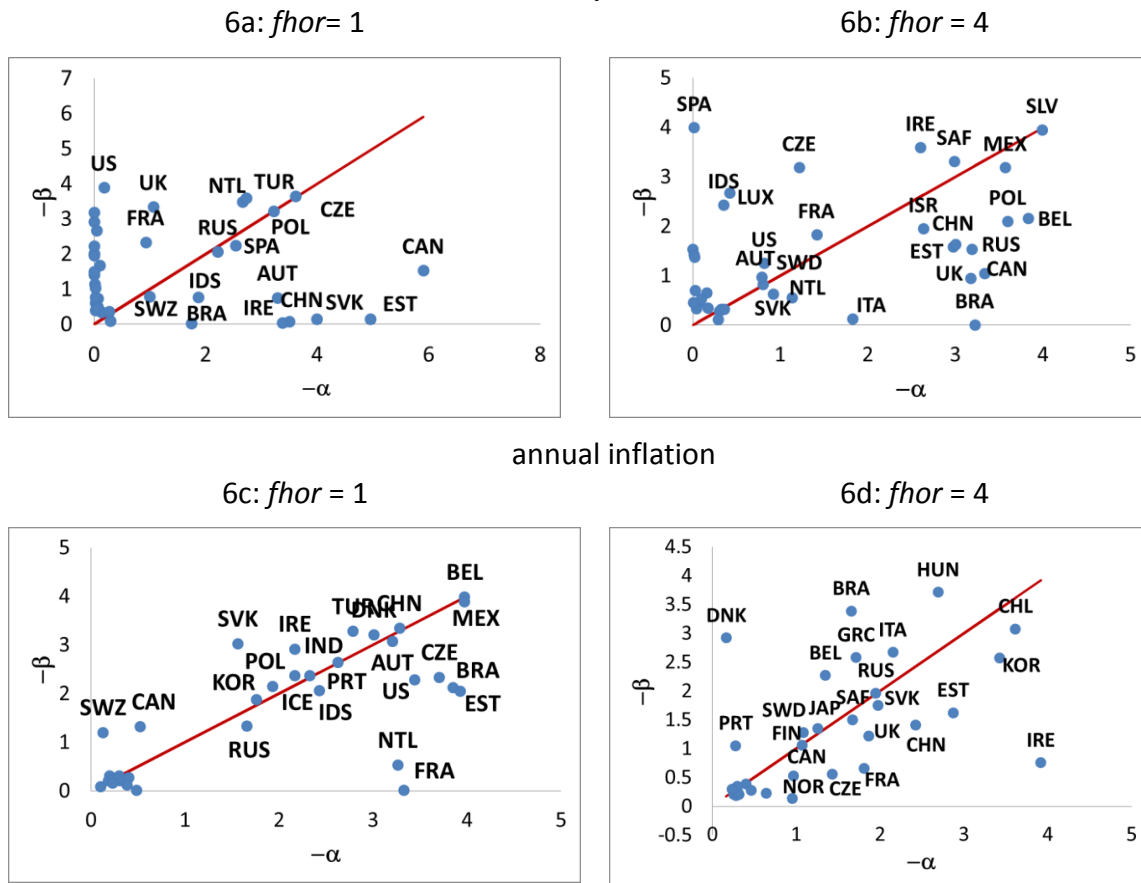 6a: fhor= 1
6b: fhor = 4
7
6
5
4
3
2
1
0
0
2
4
6
8
−β
−α
US
UK
NTL
TUR
CZE
FRA
RUS
POL
SPA
CAN
IDS
AUT
SWZ
BRA
IRE
CHN
SVK
EST
5
4
3
2
1
0
0
1
2
3
4
5
−β
−α
SPA
SLV
IRE
SAF
MEX
CZE
IDS
LUX
FRA
ISR
POL
BEL
CHN
US
EST
RUS
AUT
SWD
UK
CAN
SVK
NTL
ITA
BRA
annual inflation
6c: fhor = 1
6d: fhor = 4
5
4
3
2
1
0
0
1
2
3
4
5
−β
−α
BEL
MEX
TUR
DNK
CHN
SVK
IRE
IND
POL
AUT
CZE
KOR
PRT
US
BRA
ICE
IDS
EST
SWZ
CAN
RUS
NTL
FRA
4.5
4
3.5
3
2.5
2
1.5
1
0.5
0
-0.5
0
1
2
3
4
5
−β
−α
HUN
BRA
CHL
DNK
GRC
ITA
BEL
KOR
RUS
EST
SAF
SVK
SWD
JAP
PRT
FIN
UK
CHN
IRE
CAN
NOR
CZE
FRA